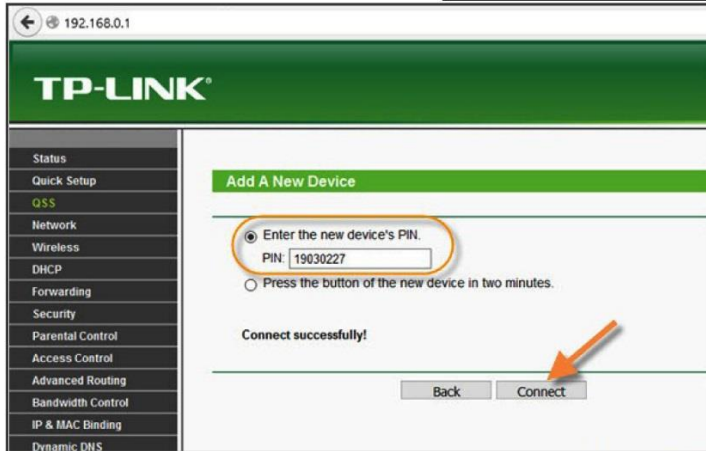 192.168.0.1
TP-LINK®
Status
Quick Setup
QSS
Network
Wireless
DHCP
Forwarding
Security
Parental Control
Access Control
Advanced Routing
Bandwidth Control
IP & MAC Binding
Dynamic DNS
Add A New Device
Enter the new device's PIN.
PIN: 19030227
Press the button of the new device in two minutes.
Connect successfully!
Back Connect